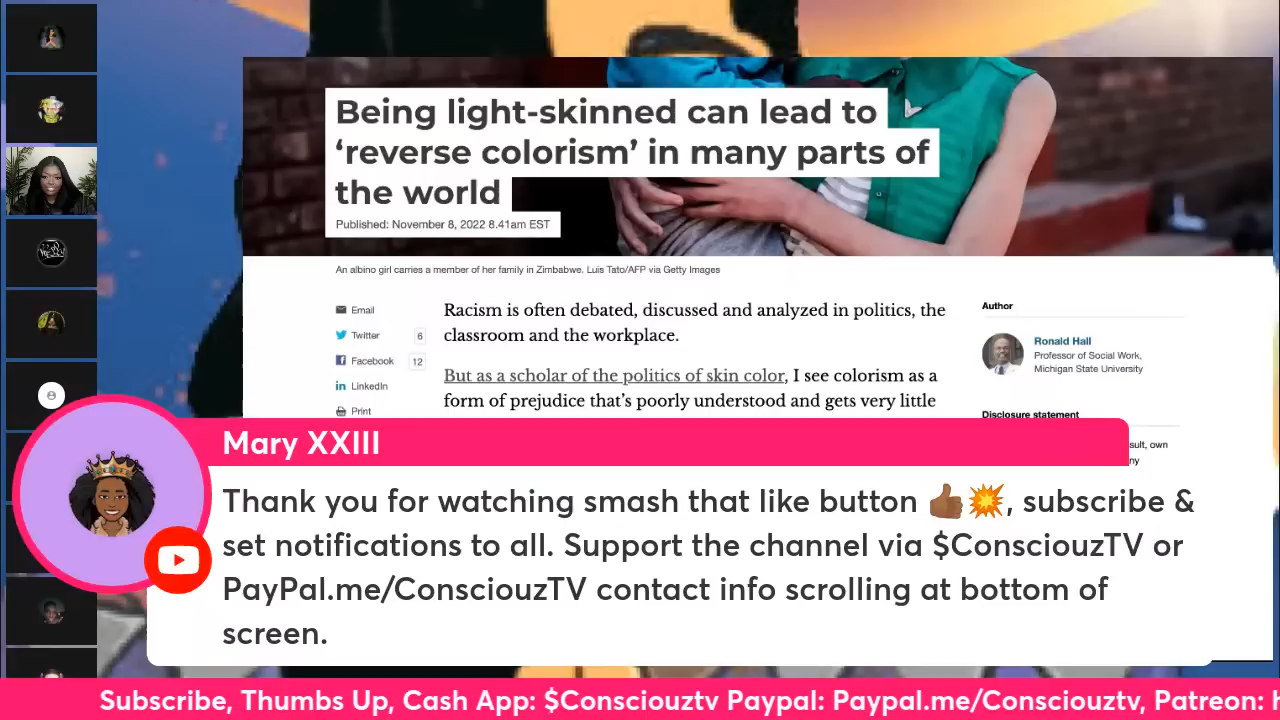 Being light-skinned can lead to
‘reverse colorism’ in many parts of
the world
Published: November 8, 2022 8.41am EST
An albino girl carries a member of her family in Zimbabwe. Luis Tato/AFP via Getty Images
Email
Twitter 6
Facebook 12
LinkedIn
Print
Racism is often debated, discussed and analyzed in politics, the
classroom and the workplace.
But as a scholar of the politics of skin color, I see colorism as a
form of prejudice that’s poorly understood and gets very little
Author
Ronald Hall
Professor of Social Work,
Michigan State University
Disclosure statement
own
Mary XXIII
Thank you for watching smash that like button 👍🏾💥, subscribe &
set notifications to all. Support the channel via $ConsciouzTV or
PayPal.me/ConsciouzTV contact info scrolling at bottom of
screen.
Subscribe, Thumbs Up, Cash App: $Consciouztv Paypal: Paypal.me/Consciouztv, Patreon: